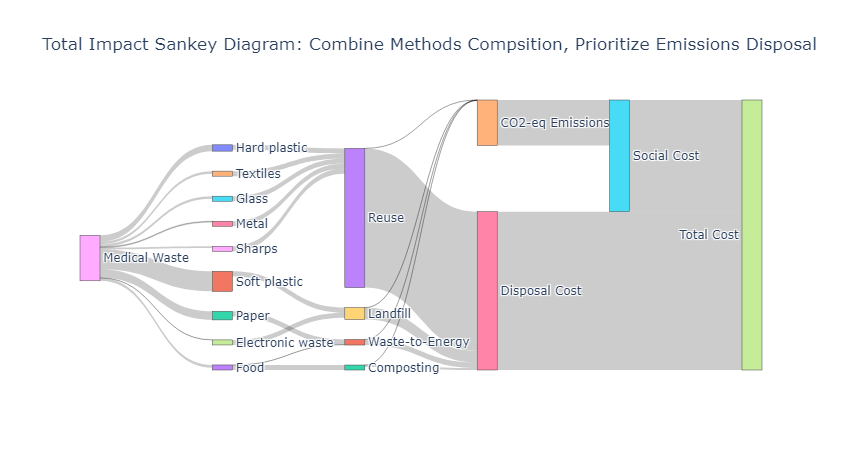 Total Impact Sankey Diagram: Combine Methods Compsition, Prioritize Emissions Disposal
CO2-eq Emissions
Hard plastic
Social Cost
Textiles
Glass
Reuse
Metal
Total Cost
Sharps
Medical Waste
Soft plastic
Disposal Cost
Landfill
Paper
Electronic waste
Waste-to-Energy
Food
Composting